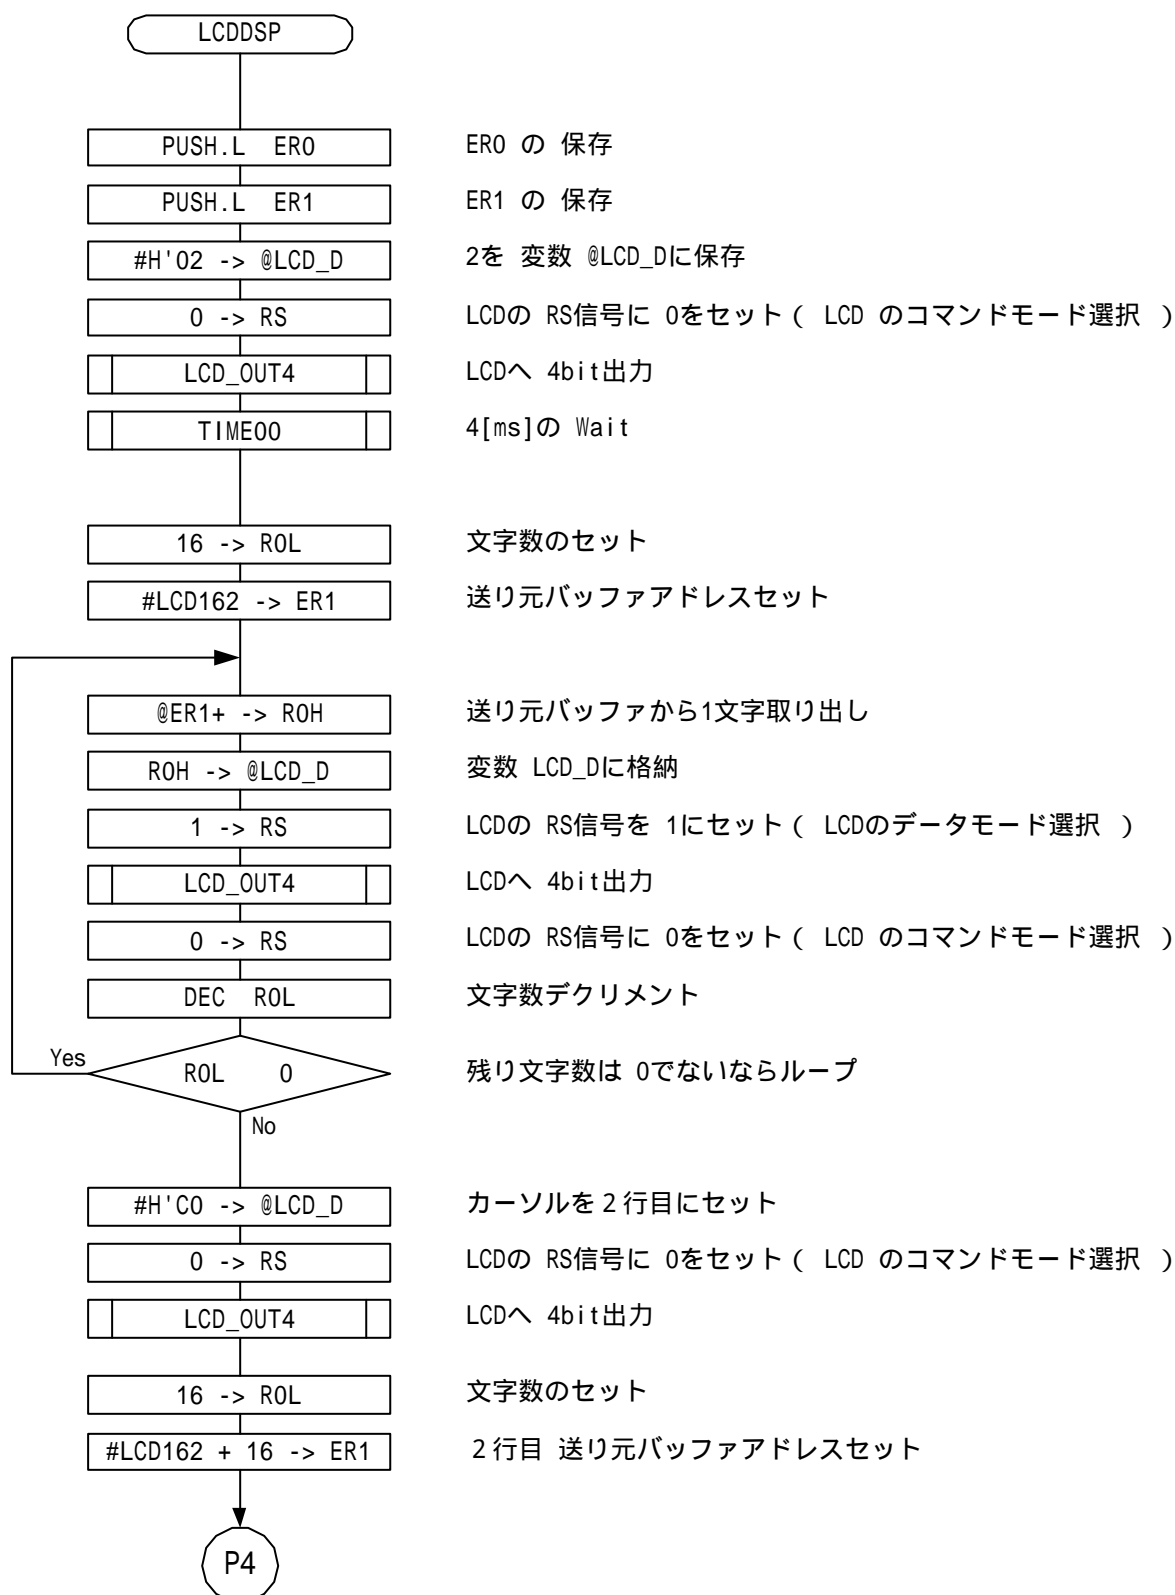 LCDDSP
PUSH.L ER0 ER0 の 保存
PUSH.L ER1 ER1 の 保存
#H'02 -> @LCD_D 2を 変数 @LCD_Dに保存
0 -> RS LCDの RS信号に 0をセット( LCD のコマンドモード選択 )
LCD_OUT4 LCDへ 4bit出力
TIME00 4[ms]の Wait
16 -> R0L 文字数のセット
#LCD162 -> ER1 送り元バッファアドレスセット
@ER1+ -> R0H 送り元バッファから1文字取り出し
R0H -> @LCD_D 変数 LCD_Dに格納
1 -> RS LCDの RS信号を 1にセット( LCDのデータモード選択 )
LCD_OUT4 LCDへ 4bit出力
0 -> RS LCDの RS信号に 0をセット( LCD のコマンドモード選択 )
DEC R0L 文字数デクリメント
Yes
R0L 0 残り文字数は 0でないならループ
No
#H'C0 -> @LCD_D カーソルを2行目にセット
0 -> RS LCDの RS信号に 0をセット( LCD のコマンドモード選択 )
LCD_OUT4 LCDへ 4bit出力
16 -> R0L 文字数のセット
#LCD162 + 16 -> ER1 2行目 送り元バッファアドレスセット
P4